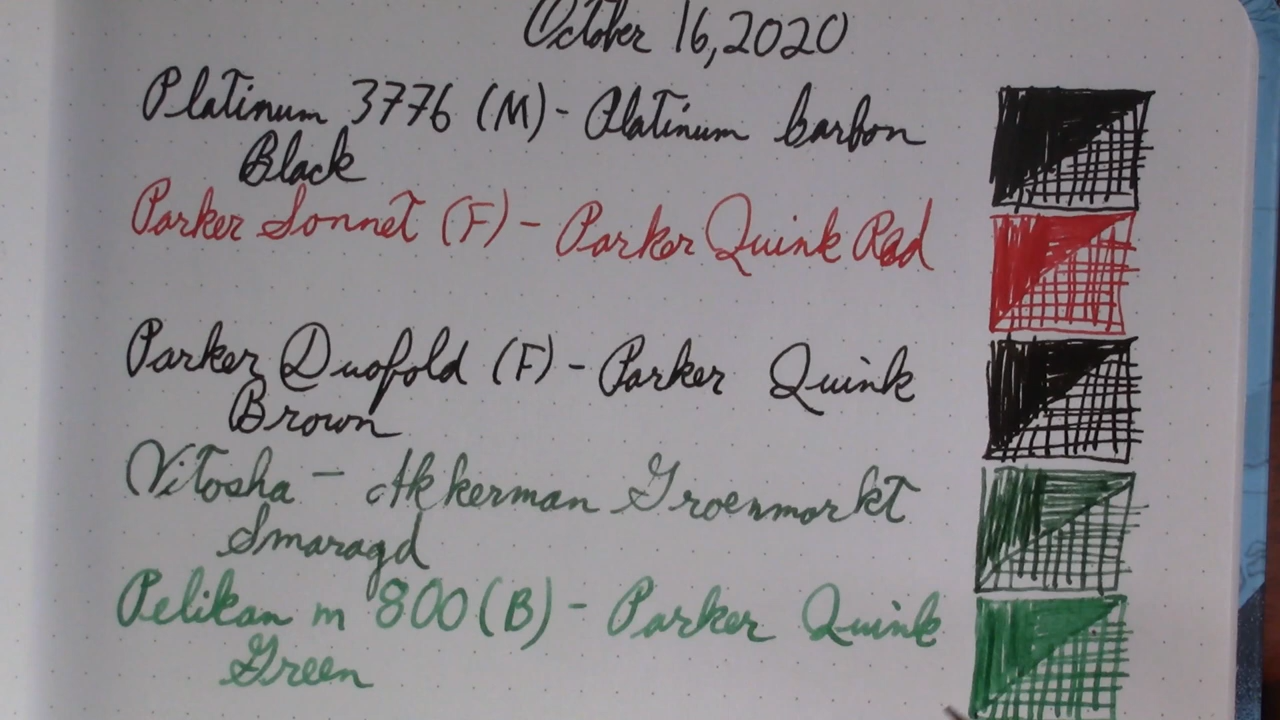 October 16, 2020
Platinum 3776 (M) - Platinum Carbon
Black
Parker Sonnet (F) - Parker Quink Red
Parker Duofold (F) - Parker Quink
Brown
Vitosha - Akkerman Groenmarkt
Smaragd
Pelikan m 800 (B) - Parker Quink
Green